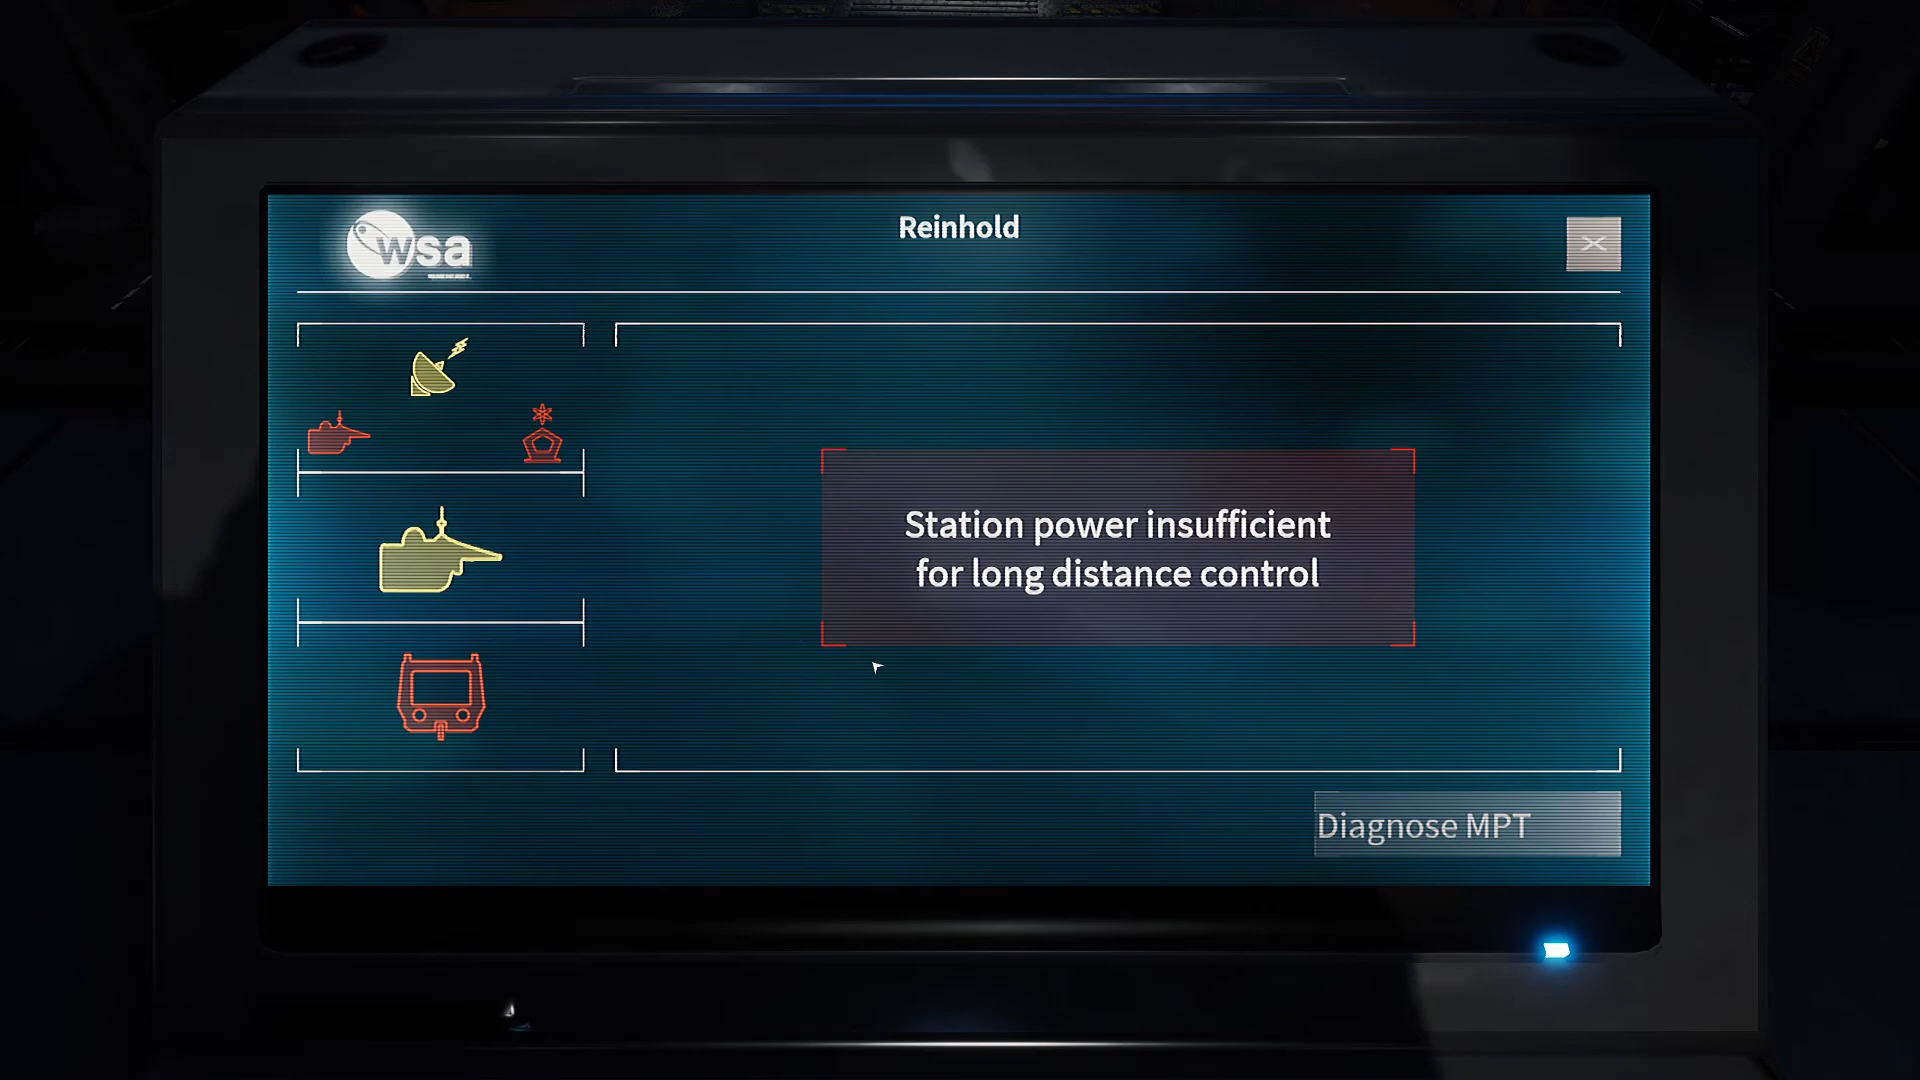 wsa
Reinhold
Station power insufficient
for long distance control
Diagnose MPT